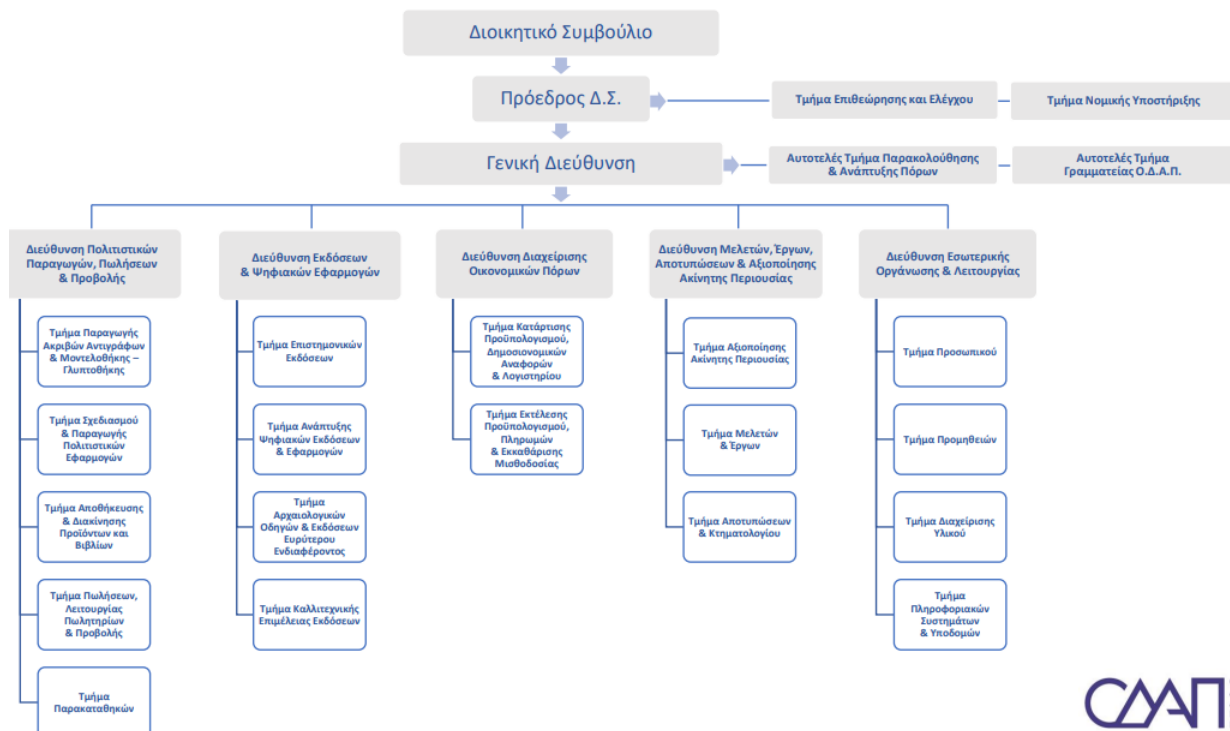 Διοικητικό Συμβούλιο
Πρόεδρος Δ.Σ.
Τμήμα Επιθεώρησης και Ελέγχου
Τμήμα Νομικής Υποστήριξης
Γενική Διεύθυνση
Αυτοτελές Τμήμα Παρακολούθησης
& Ανάπτυξης Πόρων
Αυτοτελές Τμήμα
Γραμματείας Ο.Δ.Α.Π.
Διεύθυνση Πολιτιστικών
Παραγωγών, Πωλήσεων
& Προβολής
Τμήμα Παραγωγής
Ακριβών Αντιγράφων
& Μοντελοθήκης –
Γλυπτοθήκης
Τμήμα Σχεδιασμού
& Παραγωγής
Πολιτιστικών
Εφαρμογών
Τμήμα Αποθήκευσης
& Διακίνησης
Προϊόντων και
Βιβλίων
Τμήμα Πωλήσεων,
Λειτουργίας
Πωλητηρίων
& Προβολής
Τμήμα
Παρακαταθηκών
Διεύθυνση Εκδόσεων
& Ψηφιακών Εφαρμογών
Τμήμα Επιστημονικών
Εκδόσεων
Τμήμα Ανάπτυξης
Ψηφιακών Εκδόσεων
& Εφαρμογών
Τμήμα
Αρχαιολογικών
Οδηγών & Εκδόσεων
Ευρύτερου
Ενδιαφέροντος
Τμήμα Καλλιτεχνικής
Επιμέλειας Εκδόσεων
Διεύθυνση Διαχείρισης
Οικονομικών Πόρων
Τμήμα Κατάρτισης
Προϋπολογισμού,
Δημοσιονομικών
Αναφορών
& Λογιστηρίου
Τμήμα Εκτέλεσης
Προϋπολογισμού,
Πληρωμών
& Εκκαθάρισης
Μισθοδοσίας
Διεύθυνση Μελετών, Έργων,
Αποτυπώσεων & Αξιοποίησης
Ακίνητης Περιουσίας
Τμήμα Αξιοποίησης
Ακίνητης Περιουσίας
Τμήμα Μελετών
& Έργων
Τμήμα Αποτυπώσεων
& Κτηματολογίου
Διεύθυνση Εσωτερικής
Οργάνωσης & Λειτουργίας
Τμήμα Προσωπικού
Τμήμα Προμηθειών
Τμήμα Διαχείρισης
Υλικού
Τμήμα
Πληροφοριακών
Συστημάτων
& Υποδομών